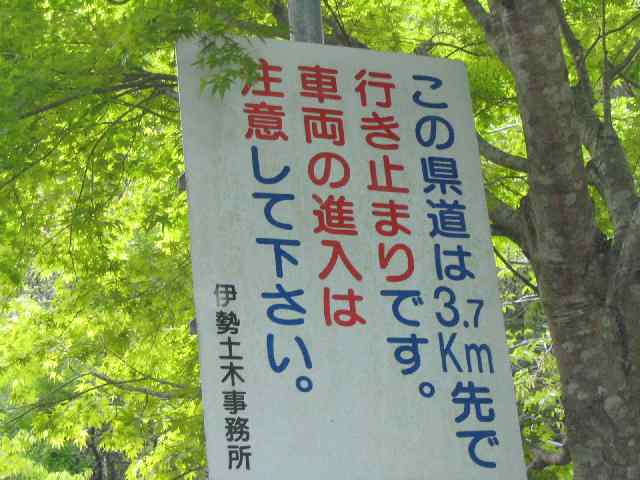 この県道は3.7Km先で
行き止まりです。
車両の進入は
注意して下さい。
伊勢土木事務所